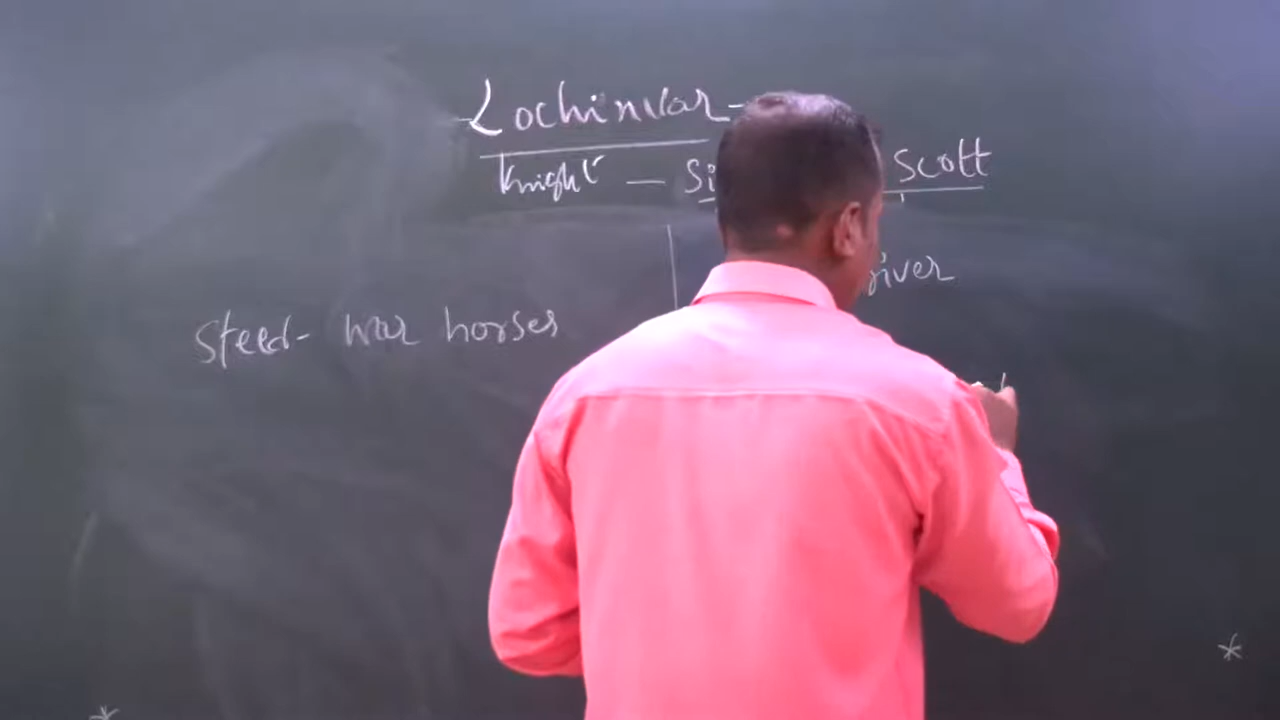 Lochinvar -
Knight - Si Scott
river
Steed- war horses